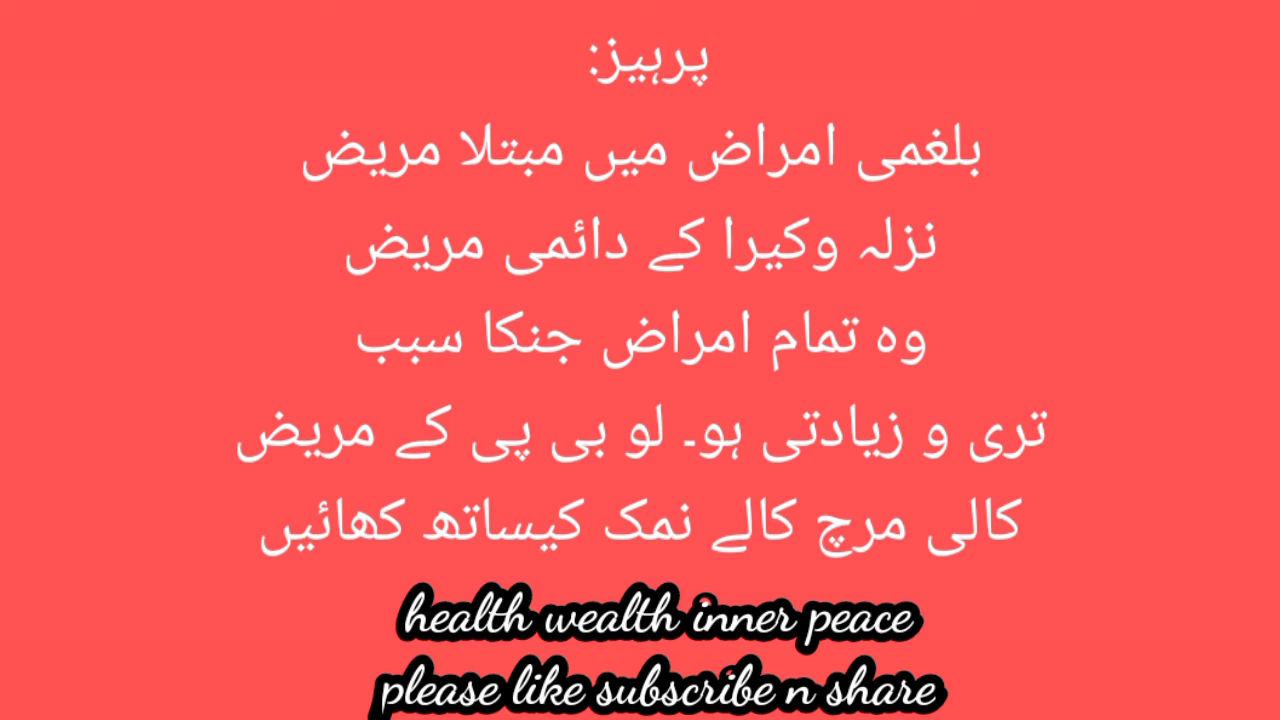 پرہیز:
بلغمی امراض میں مبتلا مریض
نزلہ وکیرا کے دائمی مریض
وہ تمام امراض جنکا سبب
تری و زیادتی ہو۔ لو بی پی کے مریض
کالی مرچ کالے نمک کیساتھ کھائیں
health wealth inner peace
please like subscribe n share